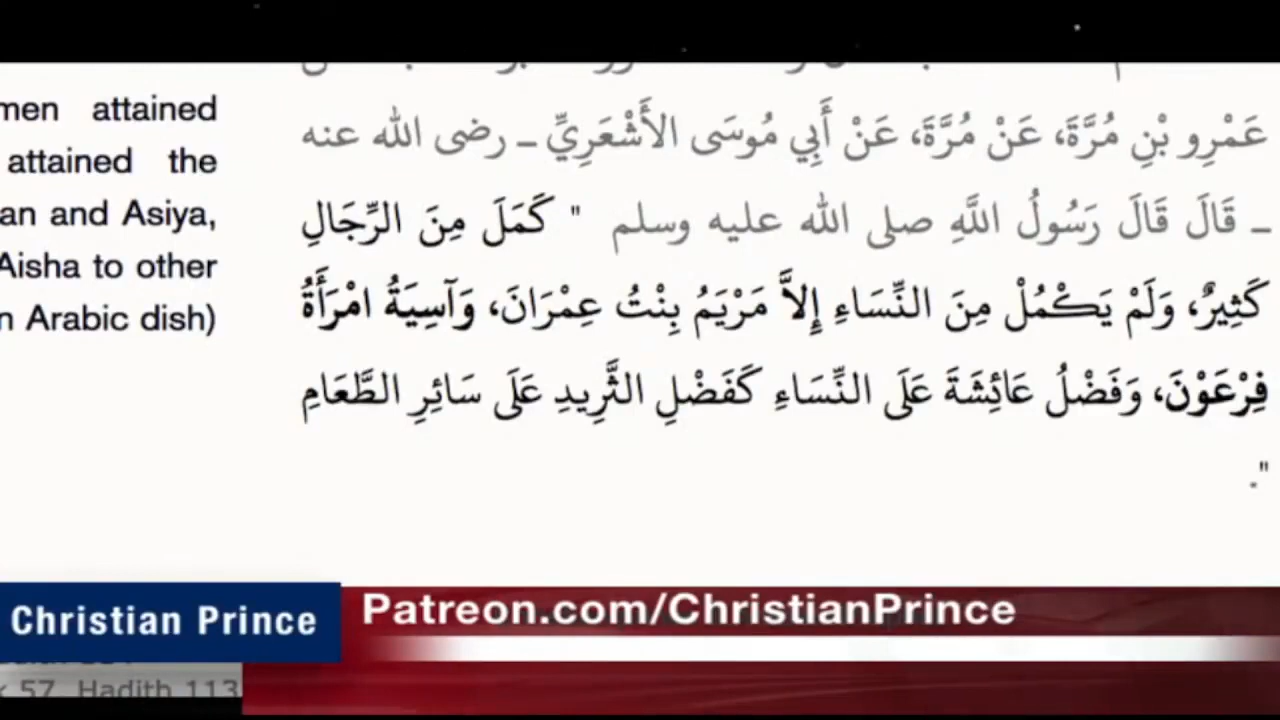 men attained
attained the
an and Asiya,
Aisha to other
n Arabic dish)
عَمْرِو بْنِ مُرَّةَ، عَنْ مُرَّةَ، عَنْ أَبِي مُوسَى الأَشْعَرِيِّ ـ رضى الله عنه
ـ قَالَ قَالَ رَسُولُ اللَّهِ صلى الله عليه وسلم " كَمَلَ مِنَ الرِّجَالِ
كَثِيرٌ، وَلَمْ يَكْمُلْ مِنَ النِّسَاءِ إِلاَّ مَرْيَمُ بِنْتُ عِمْرَانَ، وَآسِيَةُ امْرَأَةُ
فِرْعَوْنَ، وَفَضْلُ عَائِشَةَ عَلَى النِّسَاءِ كَفَضْلِ الثَّرِيدِ عَلَى سَائِرِ الطَّعَامِ
".
Christian Prince
Patreon.com/ChristianPrince
57, Hadith 113